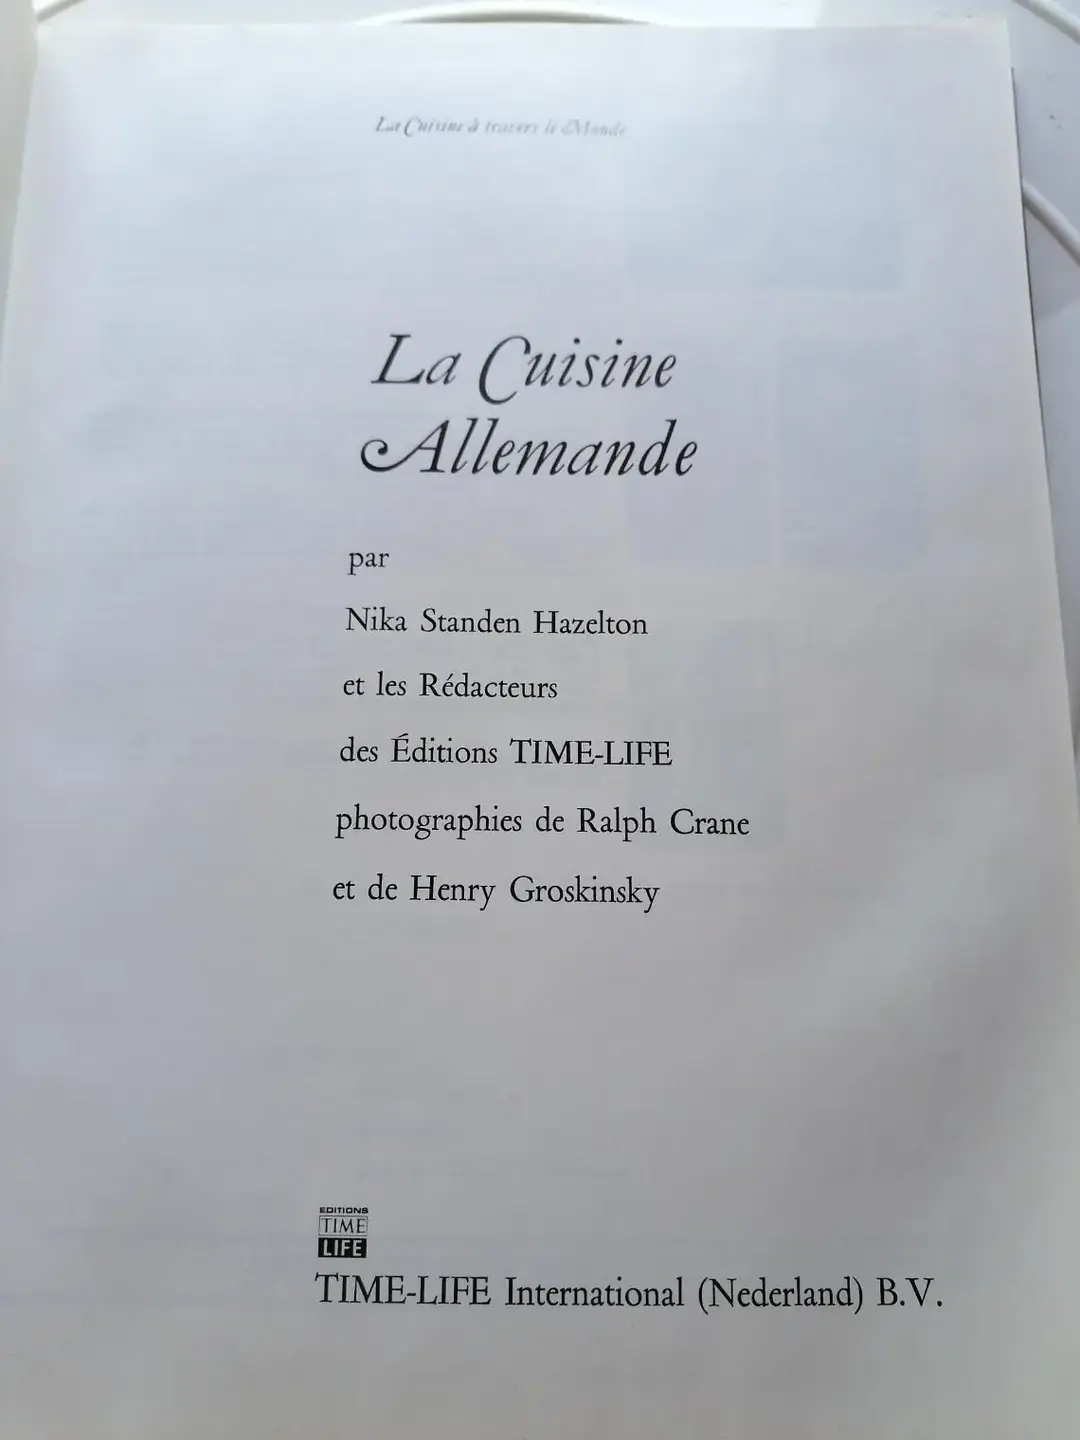 La Cuisine à travers le Monde
La Cuisine
Allemande
par
Nika Standen Hazelton
et les Rédacteurs
des Éditions TIME-LIFE
photographies de Ralph Crane
et de Henry Groskinsky
EDITIONS
TIME
LIFE
TIME-LIFE International (Nederland) B.V.